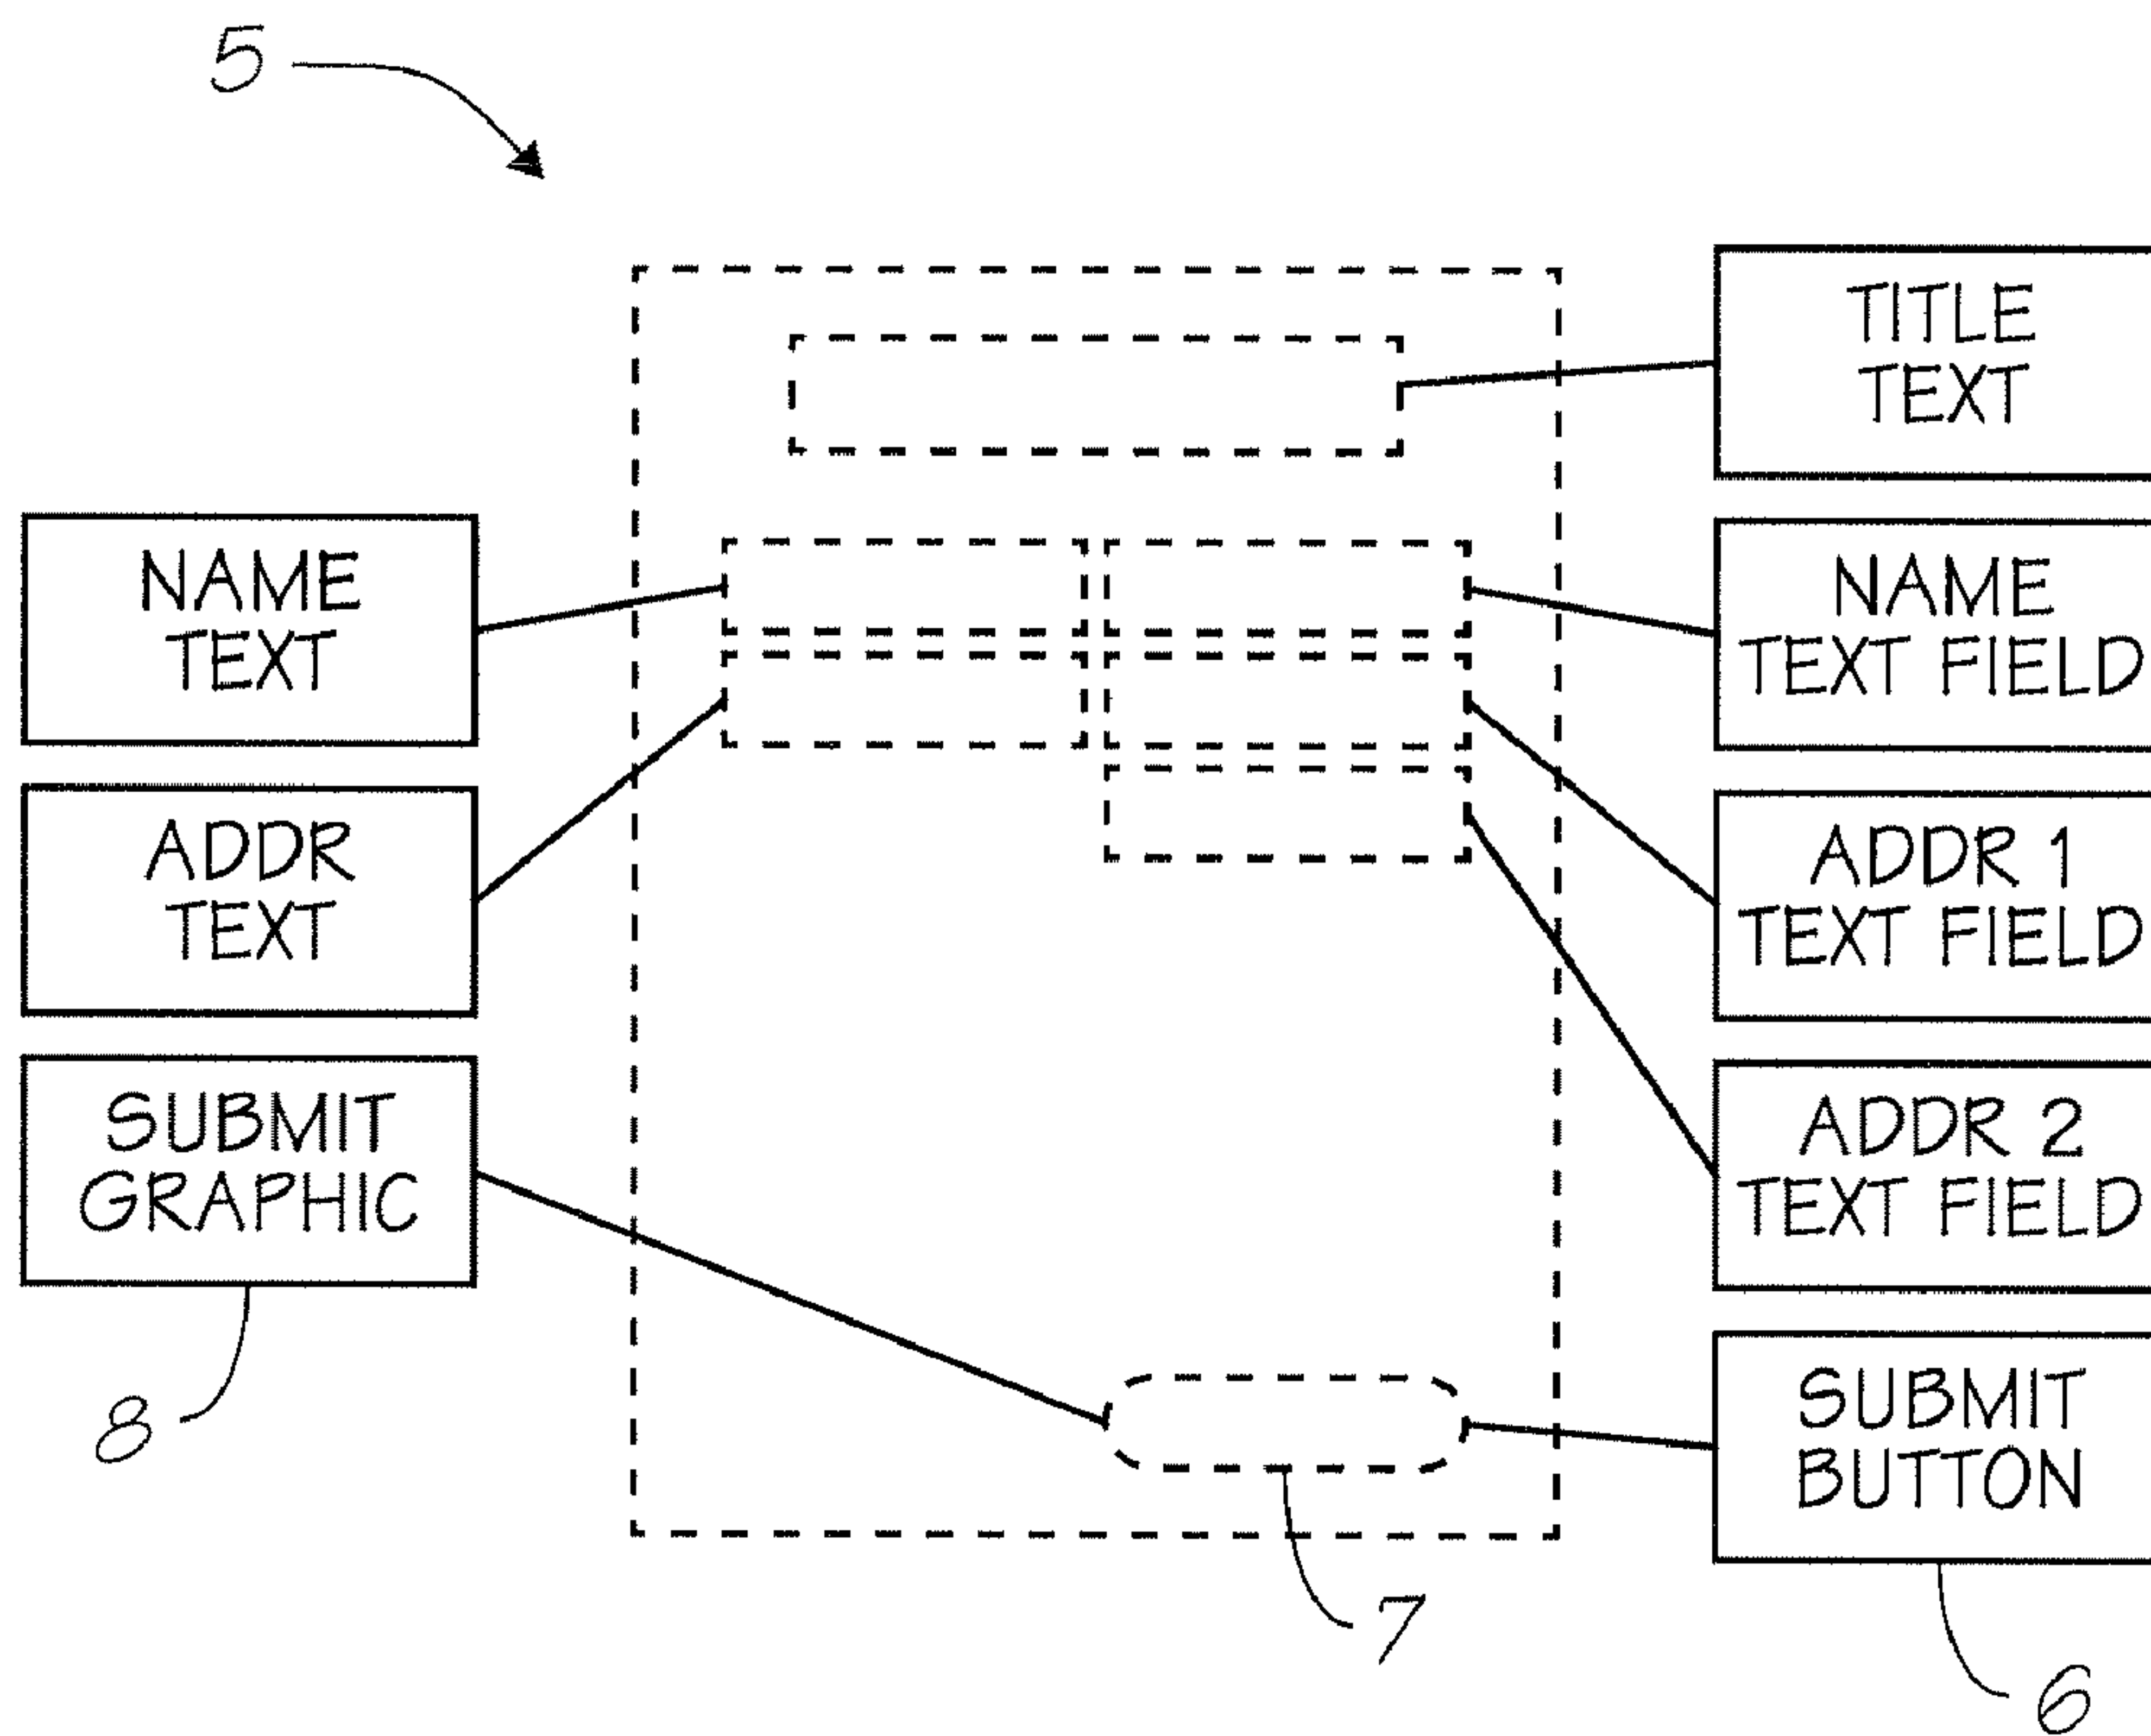 5
TITLE
TEXT
NAME
TEXT
NAME
TEXT FIELD
ADDR
TEXT
ADDR 1
TEXT FIELD
SUBMIT
GRAPHIC
ADDR 2
TEXT FIELD
8
SUBMIT
BUTTON
7
6